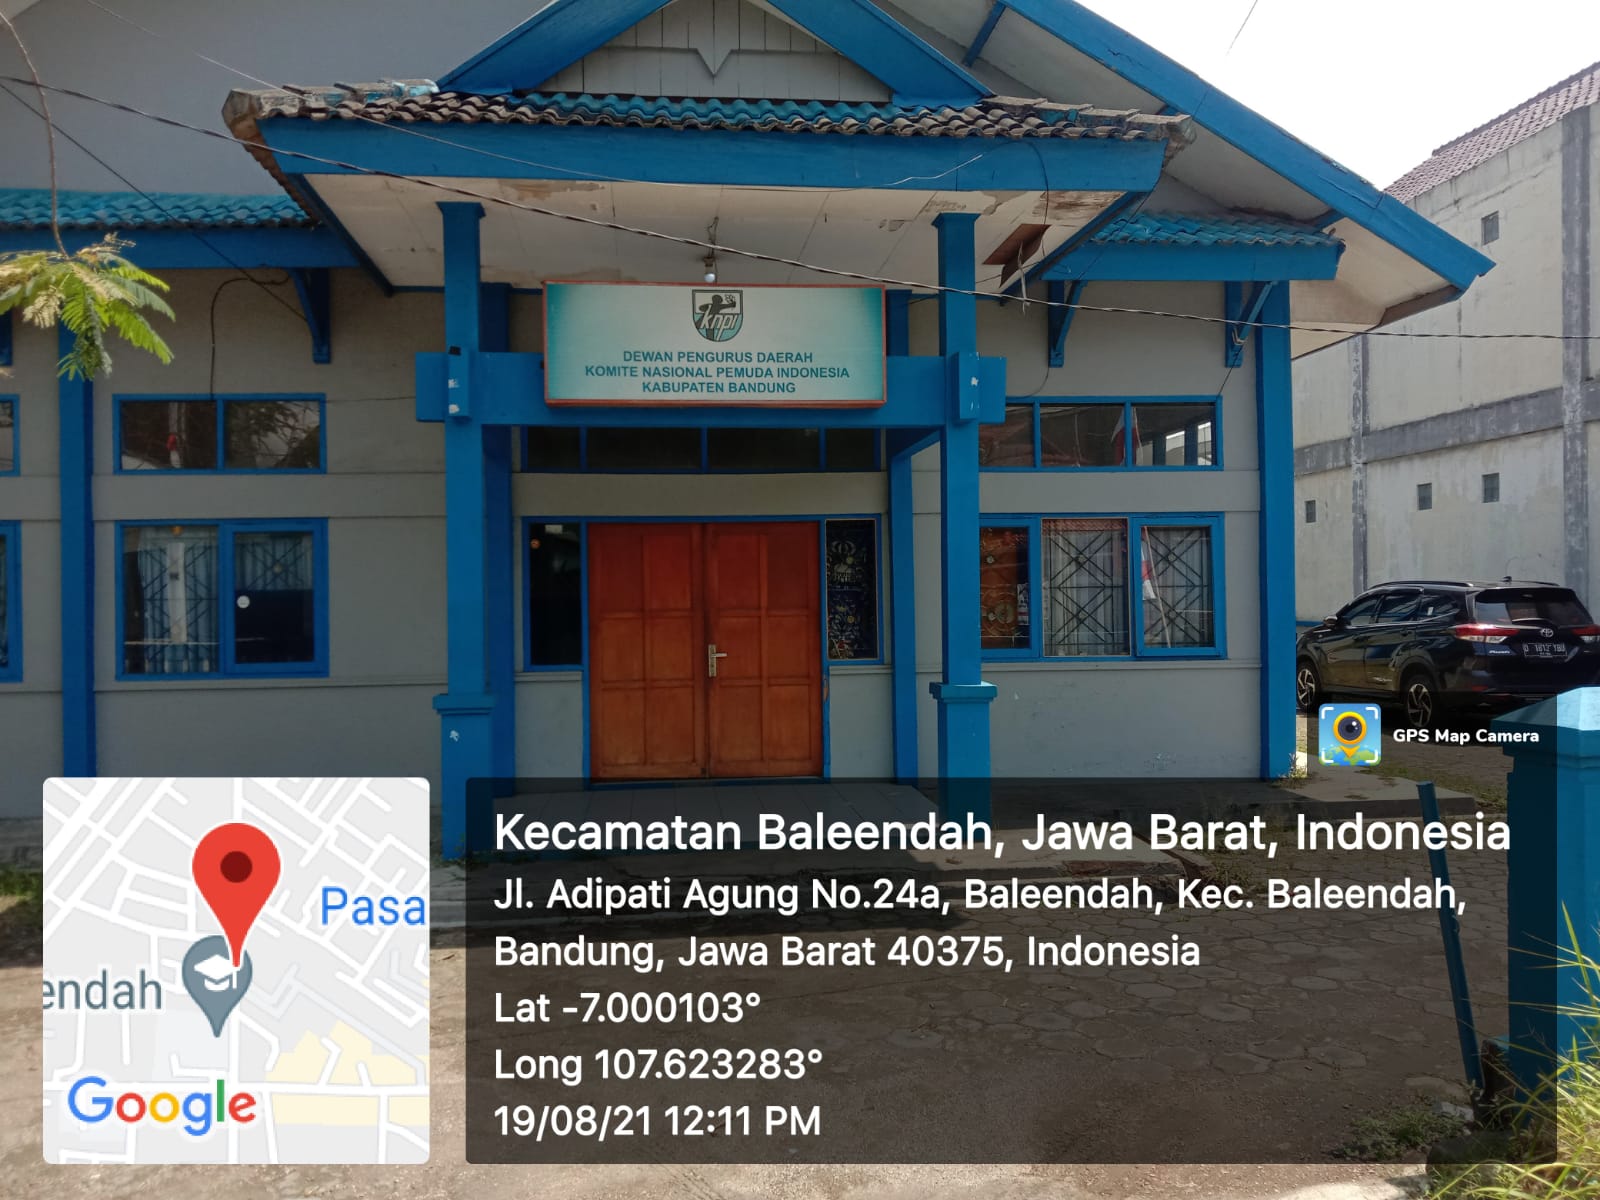 knpi
DEWAN PENGURUS DAERAH
KOMITE NASIONAL PEMUDA INDONESIA
KABUPATEN BANDUNG
GPS Map Camera
Pasa
endah
Google
Kecamatan Baleendah, Jawa Barat, Indonesia
Jl. Adipati Agung No.24a, Baleendah, Kec. Baleendah,
Bandung, Jawa Barat 40375, Indonesia
Lat -7.000103°
Long 107.623283°
19/08/21 12:11 PM